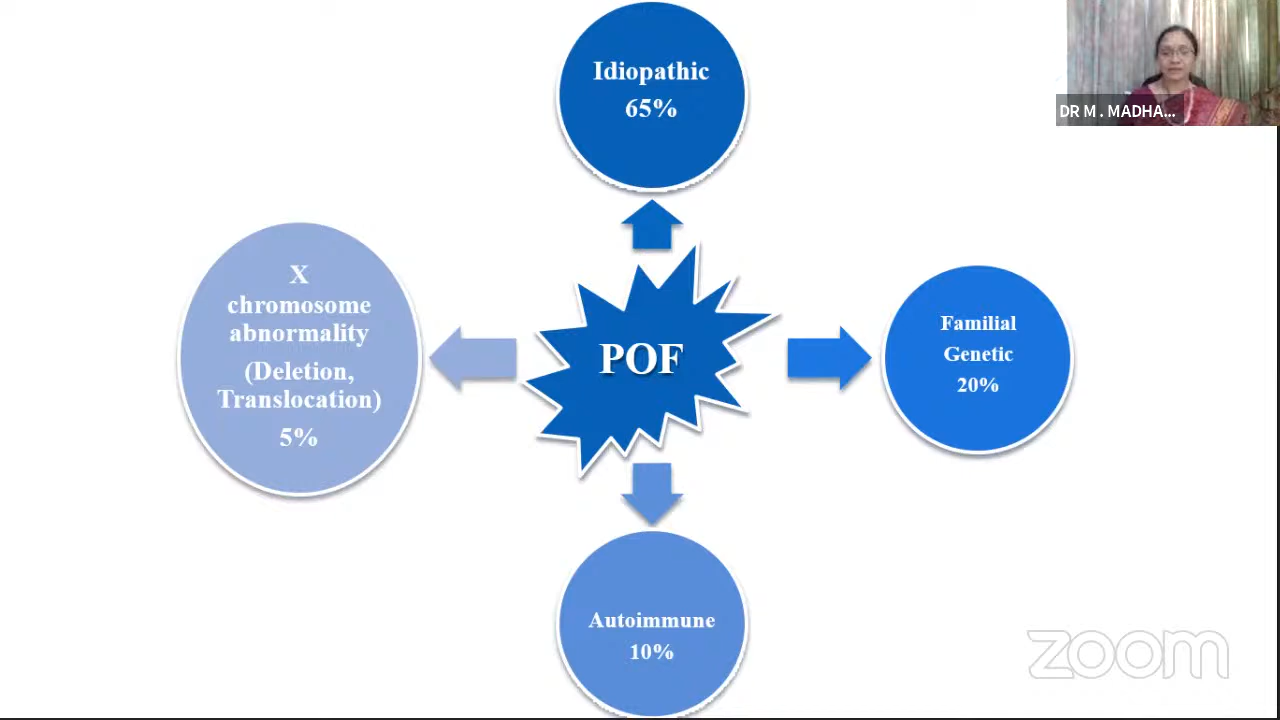 Idiopathic
65%
DR M . MADHA...
X
chromosome
abnormality
(Deletion,
Translocation)
5%
POF
Familial
Genetic
20%
Autoimmune
10%
zoom